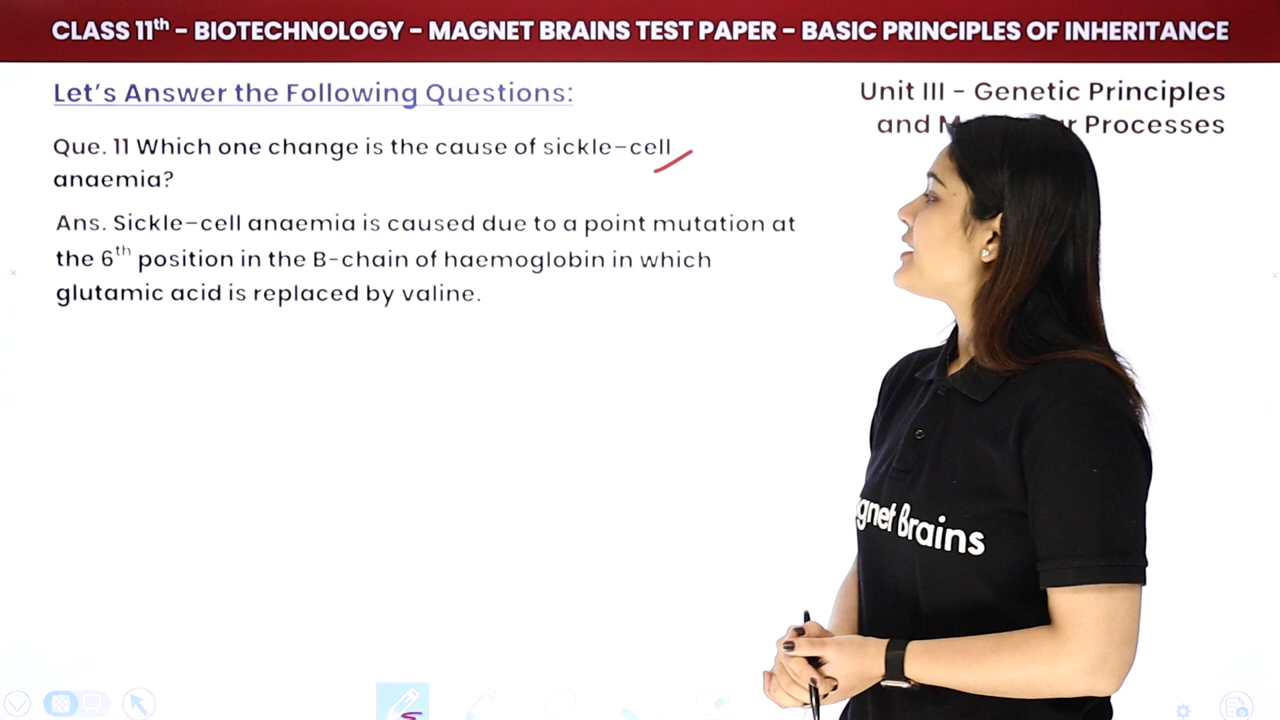 CLASS 11th – BIOTECHNOLOGY – MAGNET BRAINS TEST PAPER – BASIC PRINCIPLES OF INHERITANCE
Let's Answer the Following Questions:
Unit III – Genetic Principles
and Processes
Que. 11 Which one change is the cause of sickle–cell
anaemia?
Ans. Sickle–cell anaemia is caused due to a point mutation at
the 6th position in the B-chain of haemoglobin in which
glutamic acid is replaced by valine.
Brains